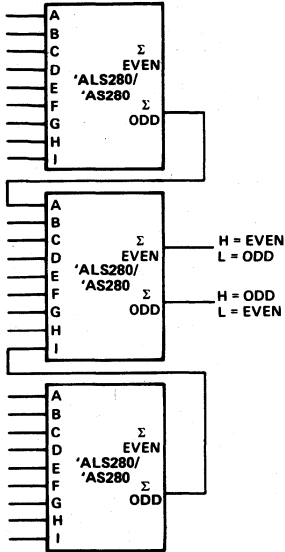 A
B
C
D
E
F
G
H
I
Σ
EVEN
'ALS280/
'AS280
Σ
ODD
A
B
C
D
E
F
G
H
I
Σ
EVEN
'ALS280/
'AS280
Σ
ODD
H = EVEN
L = ODD
H = ODD
L = EVEN
A
B
C
D
E
F
G
H
I
Σ
EVEN
'ALS280/
'AS280
Σ
ODD